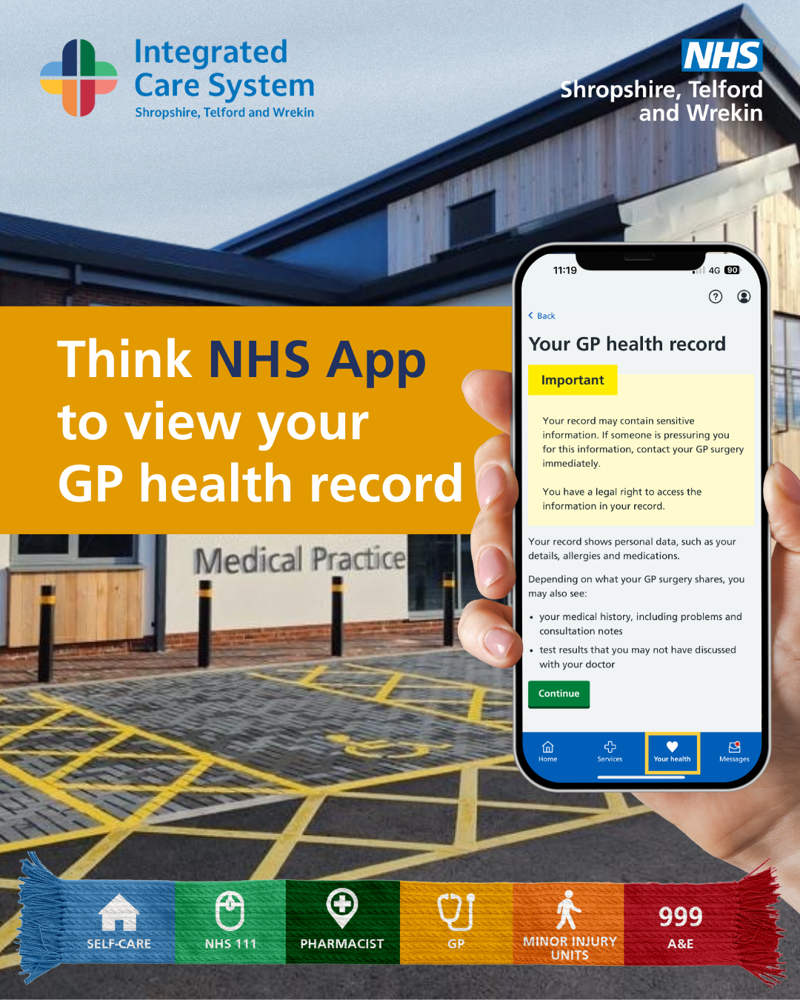 Integrated
Care System
Shropshire, Telford and Wrekin
NHS
Shropshire, Telford
and Wrekin
Think NHS App
to view your
GP health record
Medical Practice
11:19
4G 90
?
Back
Your GP health record
Important
Your record may contain sensitive
information. If someone is pressuring you
for this information, contact your GP surgery
immediately.
You have a legal right to access the
information in your record.
Your record shows personal data, such as your
details, allergies and medications.
Depending on what your GP surgery shares, you
may also see:
• your medical history, including problems and
consultation notes
• test results that you may not have discussed
with your doctor
Continue
Home
Services
Your health
Messages
SELF-CARE
NHS 111
PHARMACIST
GP
MINOR INJURY
UNITS
999
A&E